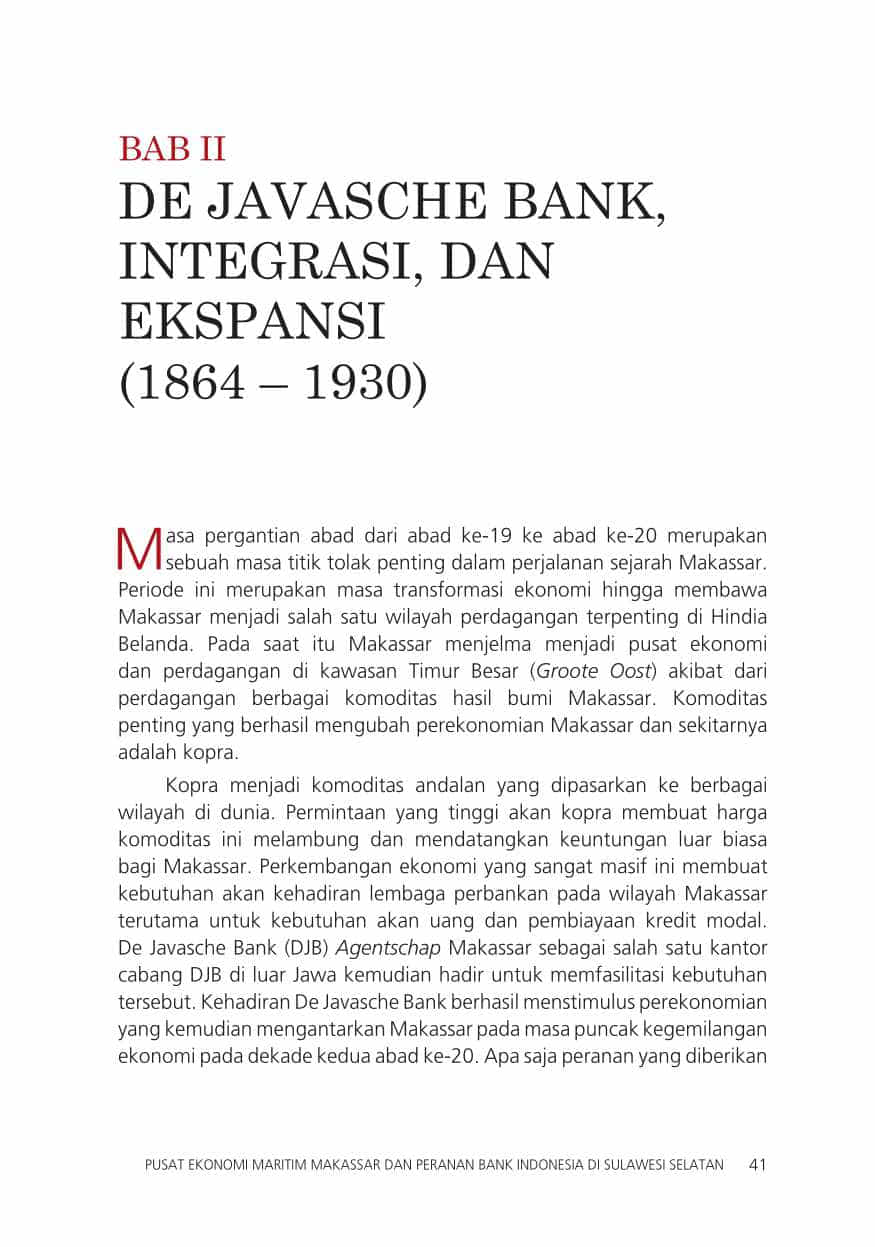 BAB II
DE JAVASCHE BANK,
INTEGRASI, DAN
EKSPANSI
(1864 – 1930)
Masa pergantian abad dari abad ke-19 ke abad ke-20 merupakan
sebuah masa titik tolak penting dalam perjalanan sejarah Makassar.
Periode ini merupakan masa transformasi ekonomi hingga membawa
Makassar menjadi salah satu wilayah perdagangan terpenting di Hindia
Belanda. Pada saat itu Makassar menjelma menjadi pusat ekonomi
dan perdagangan di kawasan Timur Besar (Groote Oost) akibat dari
perdagangan berbagai komoditas hasil bumi Makassar. Komoditas
penting yang berhasil mengubah perekonomian Makassar dan sekitarnya
adalah kopra.
Kopra menjadi komoditas andalan yang dipasarkan ke berbagai
wilayah di dunia. Permintaan yang tinggi akan kopra membuat harga
komoditas ini melambung dan mendatangkan keuntungan luar biasa
bagi Makassar. Perkembangan ekonomi yang sangat masif ini membuat
kebutuhan akan kehadiran lembaga perbankan pada wilayah Makassar
terutama untuk kebutuhan akan uang dan pembiayaan kredit modal.
De Javasche Bank (DJB) Agentschap Makassar sebagai salah satu kantor
cabang DJB di luar Jawa kemudian hadir untuk memfasilitasi kebutuhan
tersebut. Kehadiran De Javasche Bank berhasil menstimulus perekonomian
yang kemudian mengantarkan Makassar pada masa puncak kegemilangan
ekonomi pada dekade kedua abad ke-20. Apa saja peranan yang diberikan
PUSAT EKONOMI MARITIM MAKASSAR DAN PERANAN BANK INDONESIA DI SULAWESI SELATAN 41